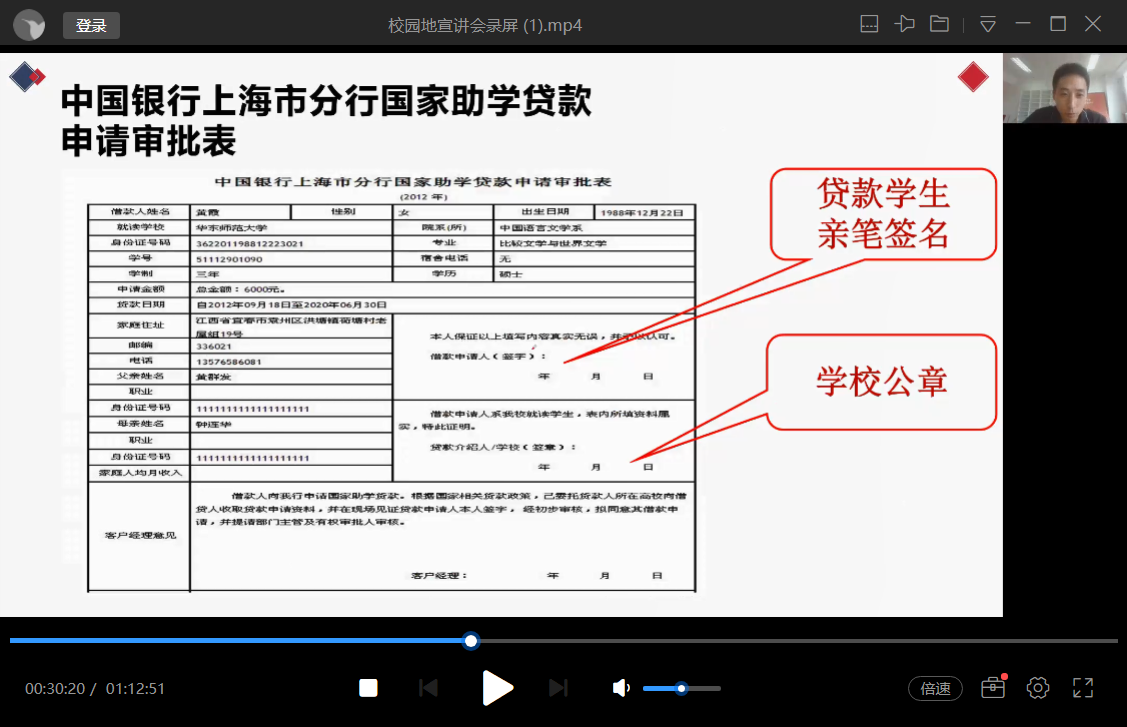 登录
校园地宣讲会录屏 (1).mp4
中国银行上海市分行国家助学贷款
申请审批表
中国银行上海市分行国家助学贷款申请审批表
(2012 年)
借款人姓名 黄霞 性别 女 出生日期 1988年12月22日
就读学校 华东师范大学 院系(所) 中国语言文学系
身份证号码 362201198812223021 专业 比较文学与世界文学
学号 51112901090 宿舍电话 无
学制 三年 学历 硕士
申请金额 总金额:6000元。
贷款日期 自2012年09月18日至2020年06月30日
家庭住址 江西省宜春市袁州区洪塘镇荷塘村老
屋组19号
邮编 336021
电话 13576586081
父亲姓名 黄群发
职业
身份证号码 111111111111111111
母亲姓名 钟莲华
职业
身份证号码 111111111111111111
家庭人均月收入
本人保证以上填写内容真实无误,并予以认可。
借款申请人(签字):
年 月 日
借款申请人系我校就读学生,表内所填资料属
实,特此证明。
贷款介绍人/学校(签章):
年 月 日
客户经理意见
借款人向我行申请国家助学贷款。根据国家相关贷款政策,已委托贷款人所在高校向借
贷人收取贷款申请资料,并在现场见证贷款申请人本人签字, 经初步审核,拟同意其借款申
请,并提请部门主管及有权审批人审核。
客户经理: 年 月 日
贷款学生
亲笔签名
学校公章
00:30:20 / 01:12:51
倍速